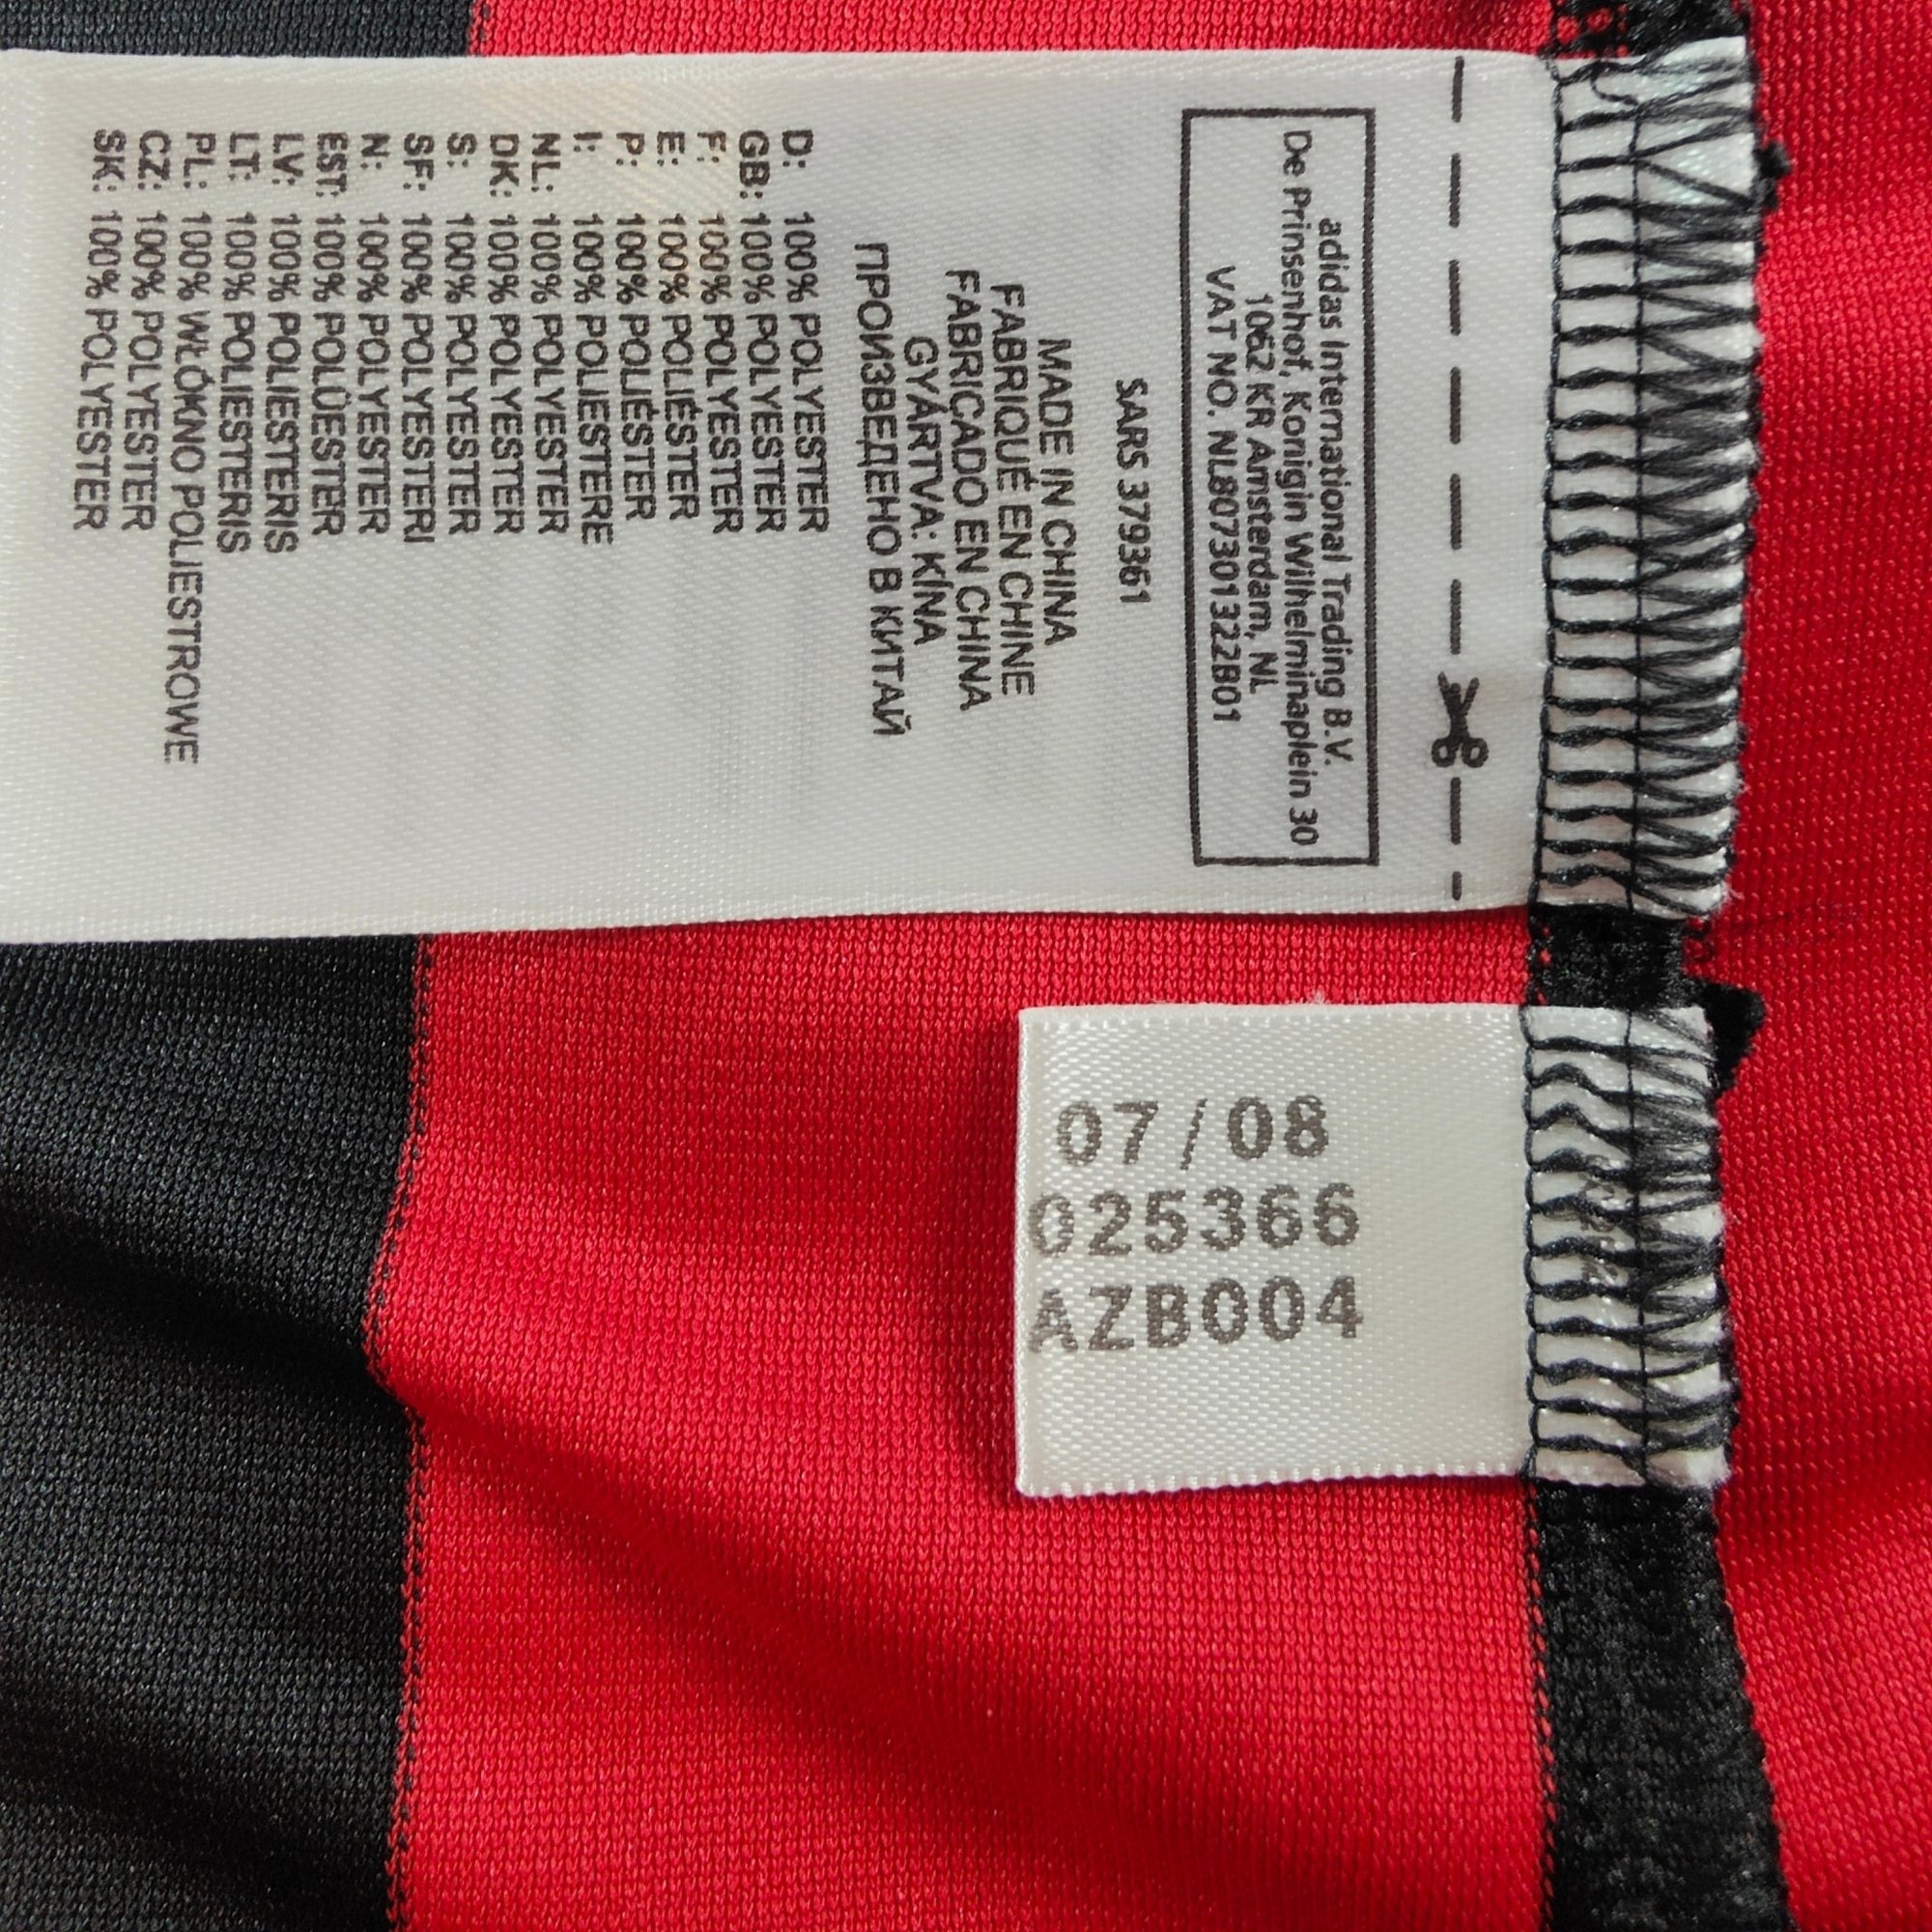 adidas International Trading B.V.
De Prinsenhof, Konigin Wilhelminaplein 30
1062 KR Amsterdam, NL
VAT NO. NL807301322B01
SARS 379361
MADE IN CHINA
FABRIQUÉ EN CHINE
FABRICADO EN CHINA
GYÁRTVA: KÍNA
ПРОИЗВЕДЕНО В КИТАЙ
D: 100% POLYESTER
GB: 100% POLYESTER
F: 100% POLYESTER
E: 100% POLIÉSTER
P: 100% POLIÉSTER
I: 100% POLIESTERE
NL: 100% POLYESTER
DK: 100% POLYESTER
S: 100% POLYESTER
SF: 100% POLYESTERI
N: 100% POLYESTER
EST: 100% POLÜESTER
LV: 100% POLIESTERIS
LT: 100% POLIESTERIS
PL: 100% WŁÓKNO POLIESTROWE
CZ: 100% POLYESTER
SK: 100% POLYESTER
07/08
025366
AZB004